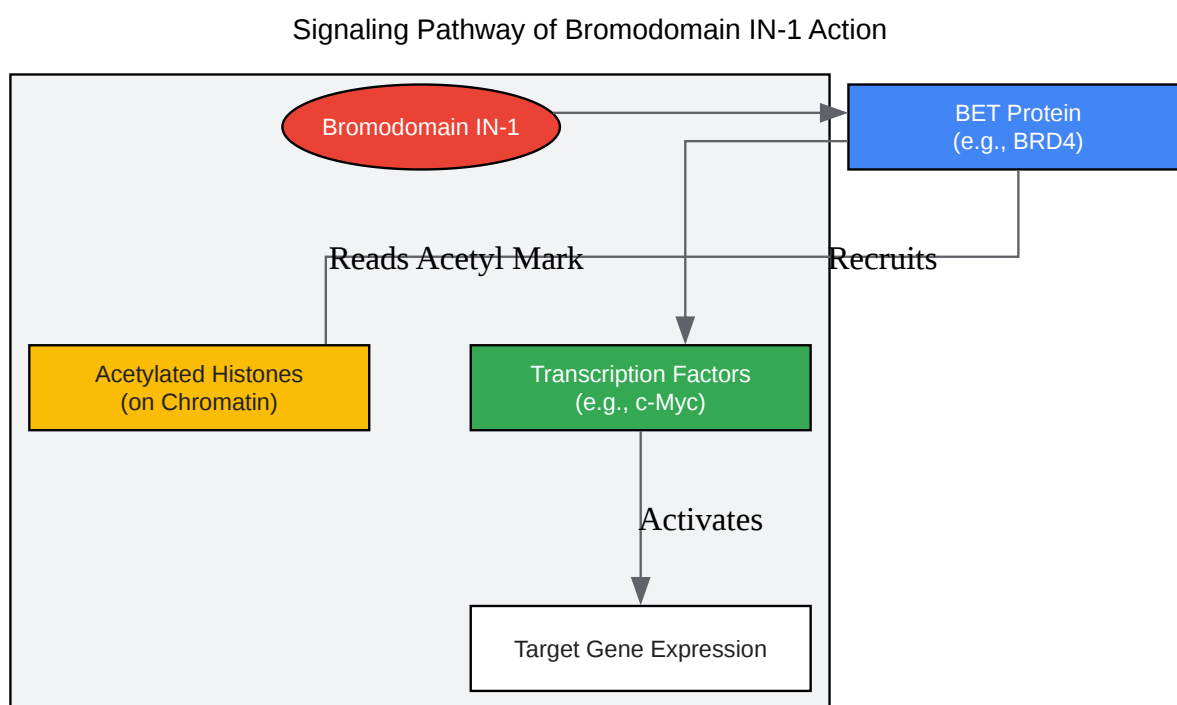 Signaling Pathway of Bromodomain IN-1 Action
Bromodomain IN-1
BET Protein
(e.g., BRD4)
Reads Acetyl Mark
Recruits
Acetylated Histones
(on Chromatin)
Transcription Factors
(e.g., c-Myc)
Activates
Target Gene Expression